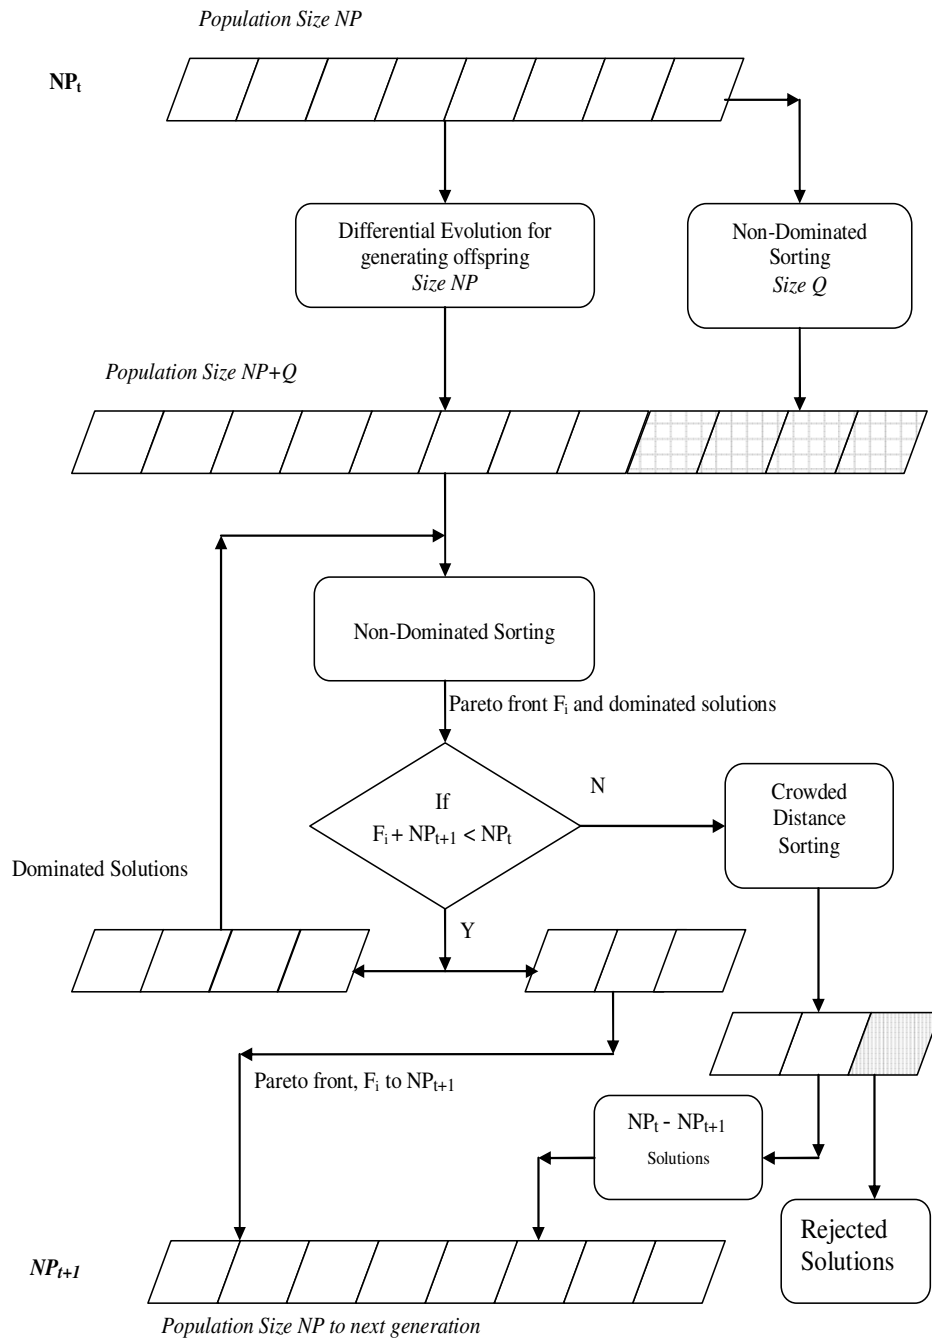 Population Size NP
NPt
Differential Evolution for
generating offspring
Size NP
Non-Dominated
Sorting
Size Q
Population Size NP+Q
Non-Dominated Sorting
Pareto front Fi and dominated solutions
If
Fi + NPt+1 < NPt
N
Crowded
Distance
Sorting
Dominated Solutions
Y
Pareto front, Fi to NPt+1
NPt - NPt+1
Solutions
Rejected
Solutions
NPt+1
Population Size NP to next generation